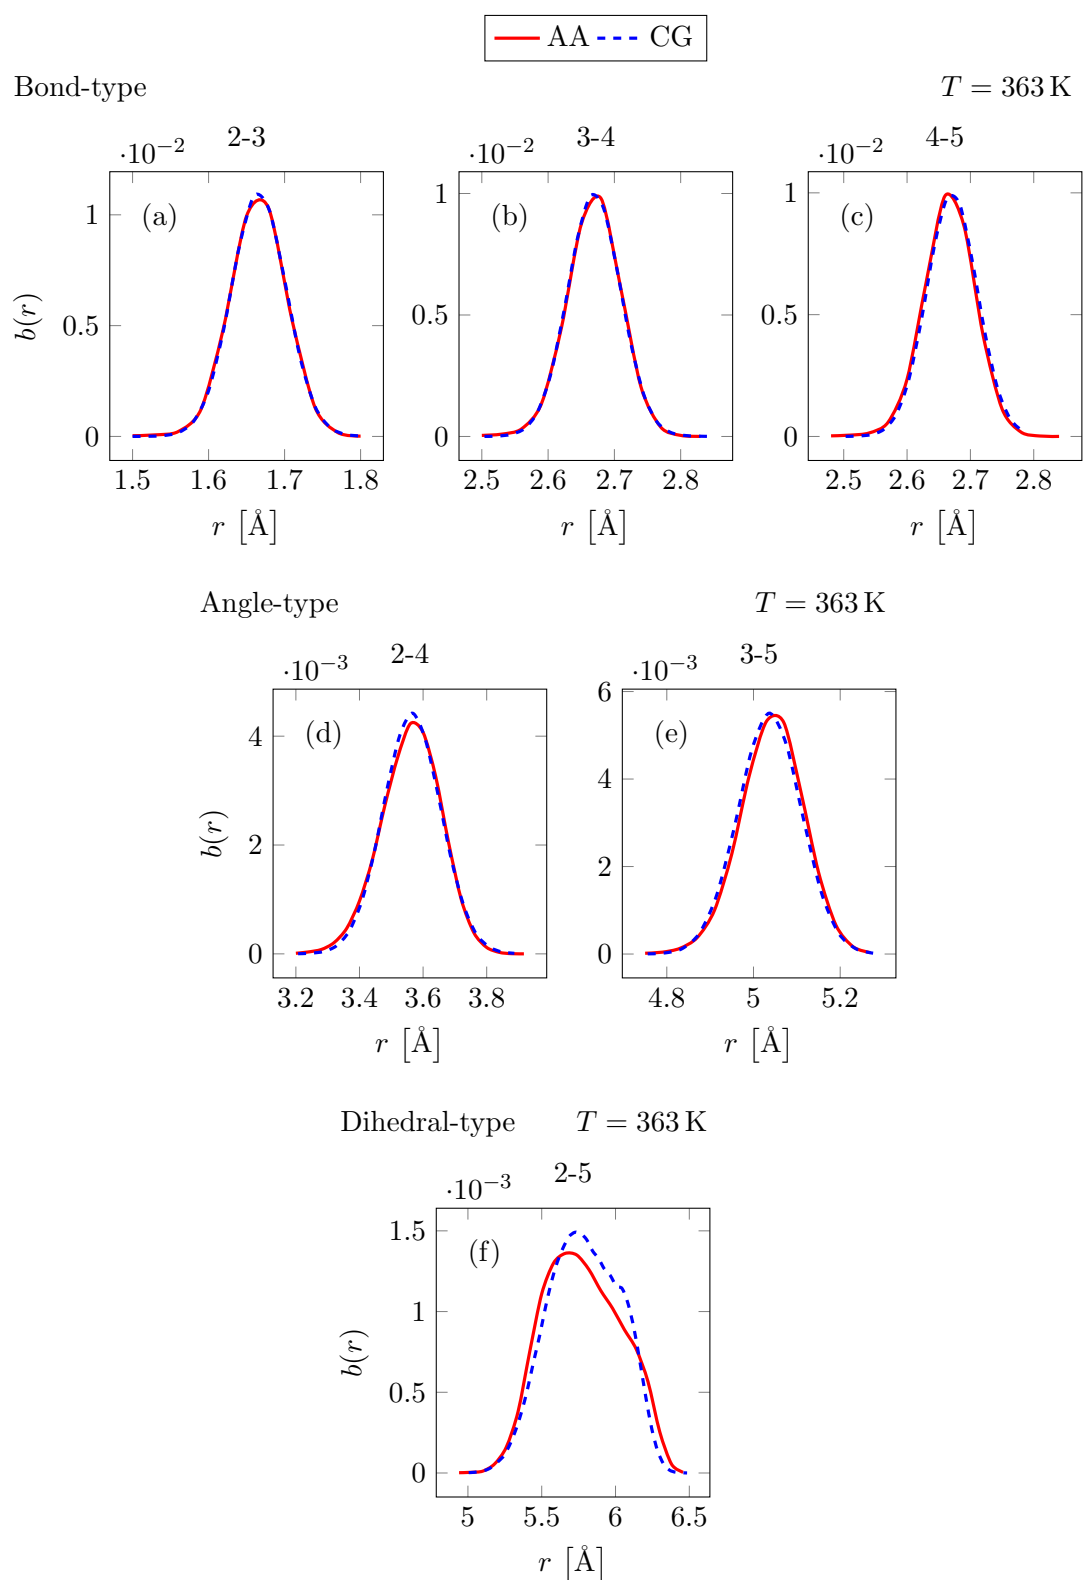 AA CG
Bond-type T = 363 K
·10⁻² 2-3 ·10⁻² 3-4 ·10⁻² 4-5
(a) (b) (c)
1 1 1
0.5 0.5 0.5
0 0 0
b(r)
1.5 1.6 1.7 1.8 2.5 2.6 2.7 2.8 2.5 2.6 2.7 2.8
r [Å] r [Å] r [Å]
Angle-type T = 363 K
·10⁻³ 2-4 ·10⁻³ 3-5
(d) (e)
4 6
2 4
0 2
0
b(r)
3.2 3.4 3.6 3.8 4.8 5 5.2
r [Å] r [Å]
Dihedral-type T = 363 K
·10⁻³ 2-5
(f)
1.5
1
0.5
0
b(r)
5 5.5 6 6.5
r [Å]